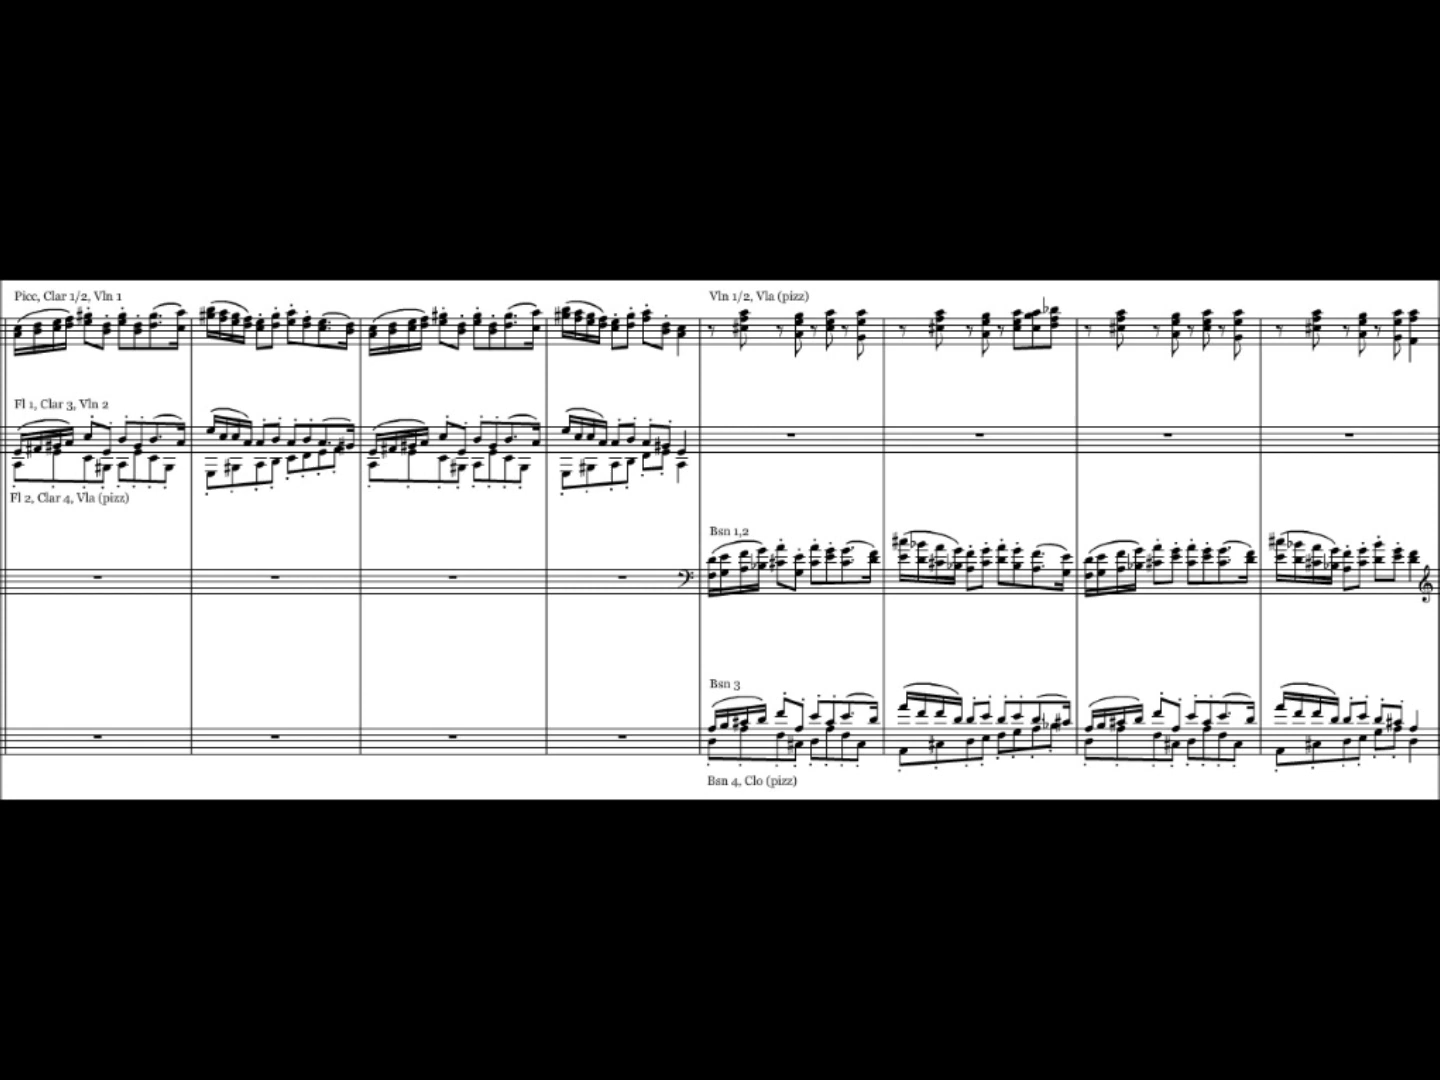 Picc, Clar 1/2, Vln 1
Vln 1/2, Vla (pizz)
Fl 1, Clar 3, Vln 2
Fl 2, Clar 4, Vla (pizz)
Bsn 1,2
Bsn 3
Bsn 4, Clo (pizz)